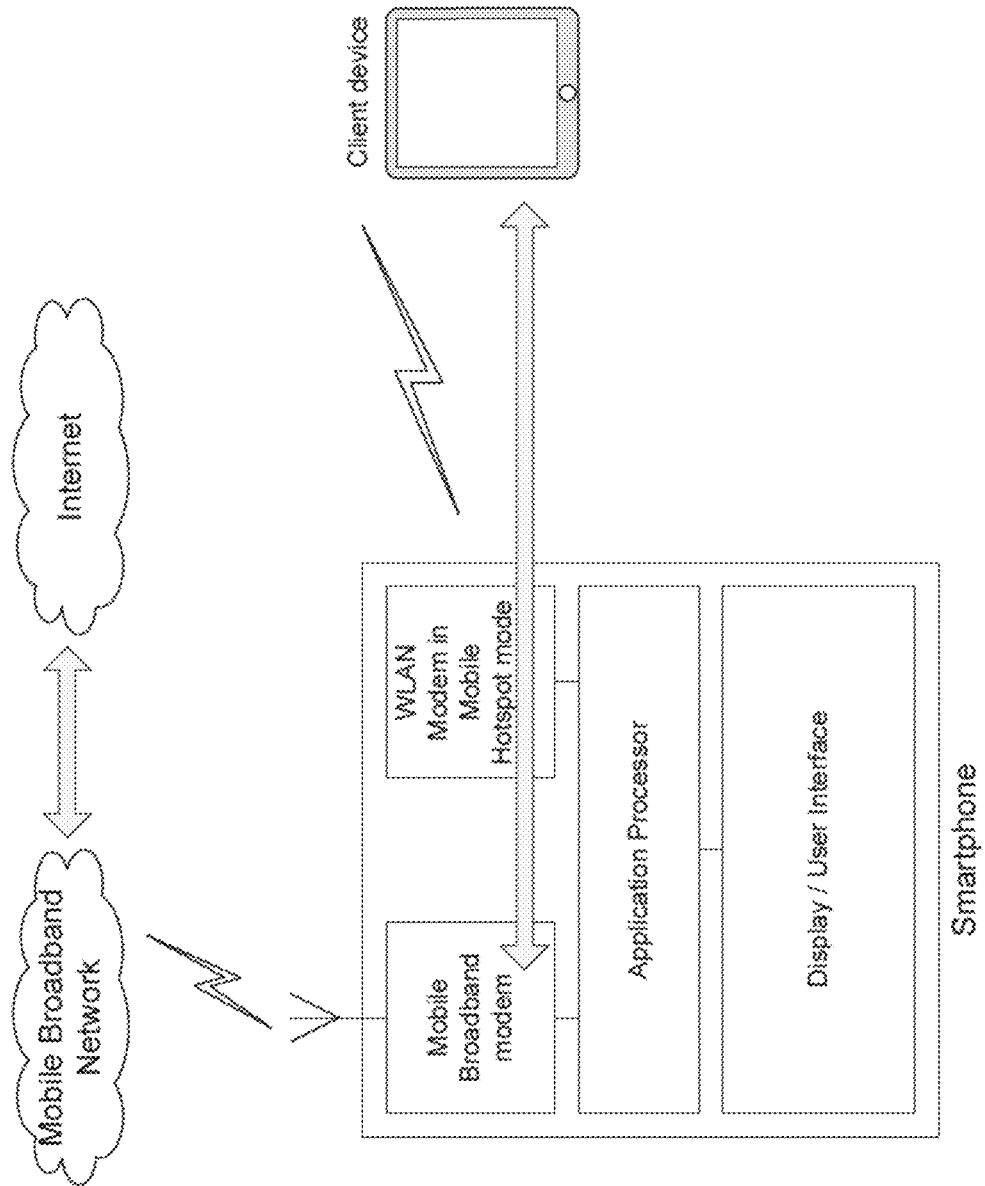 Mobile Broadband
Network
Internet
Client device
Mobile
Broadband
modem
WLAN
Modem in
Mobile
Hotspot mode
Application Processor
Display / User Interface
Smartphone